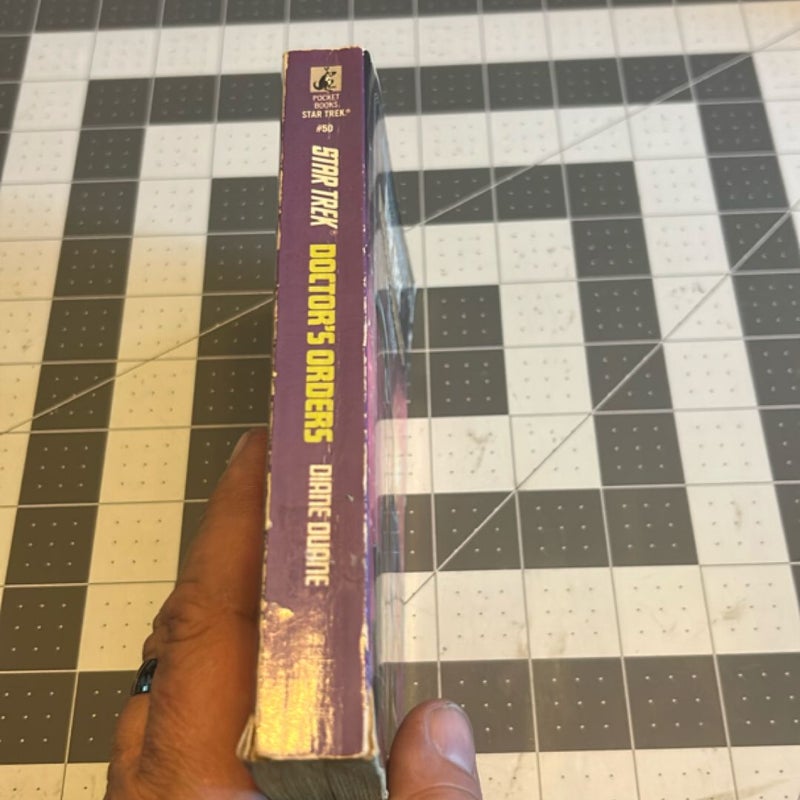 POCKET
BOOKS
STAR TREK®
#50
STAR TREK®
DOCTOR'S ORDERS
DIANE DUANE